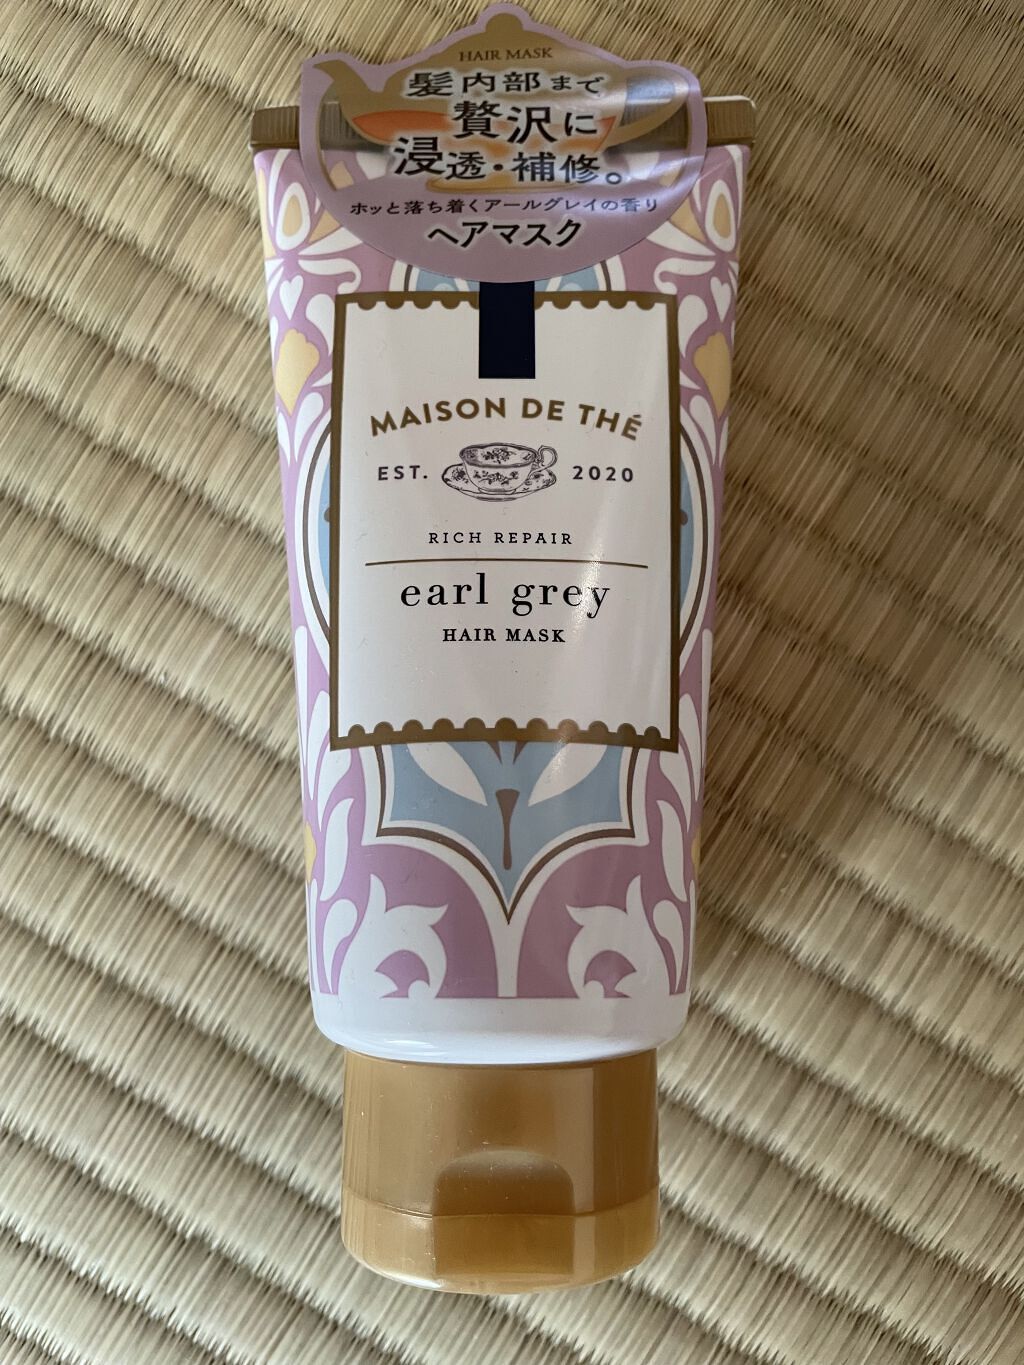 HAIR MASK
髪内部まで
贅沢に
浸透・補修。
ホッと落ち着くアールグレイの香り
ヘアマスク
MAISON DE THÉ
EST. 2020
RICH REPAIR
earl grey
HAIR MASK